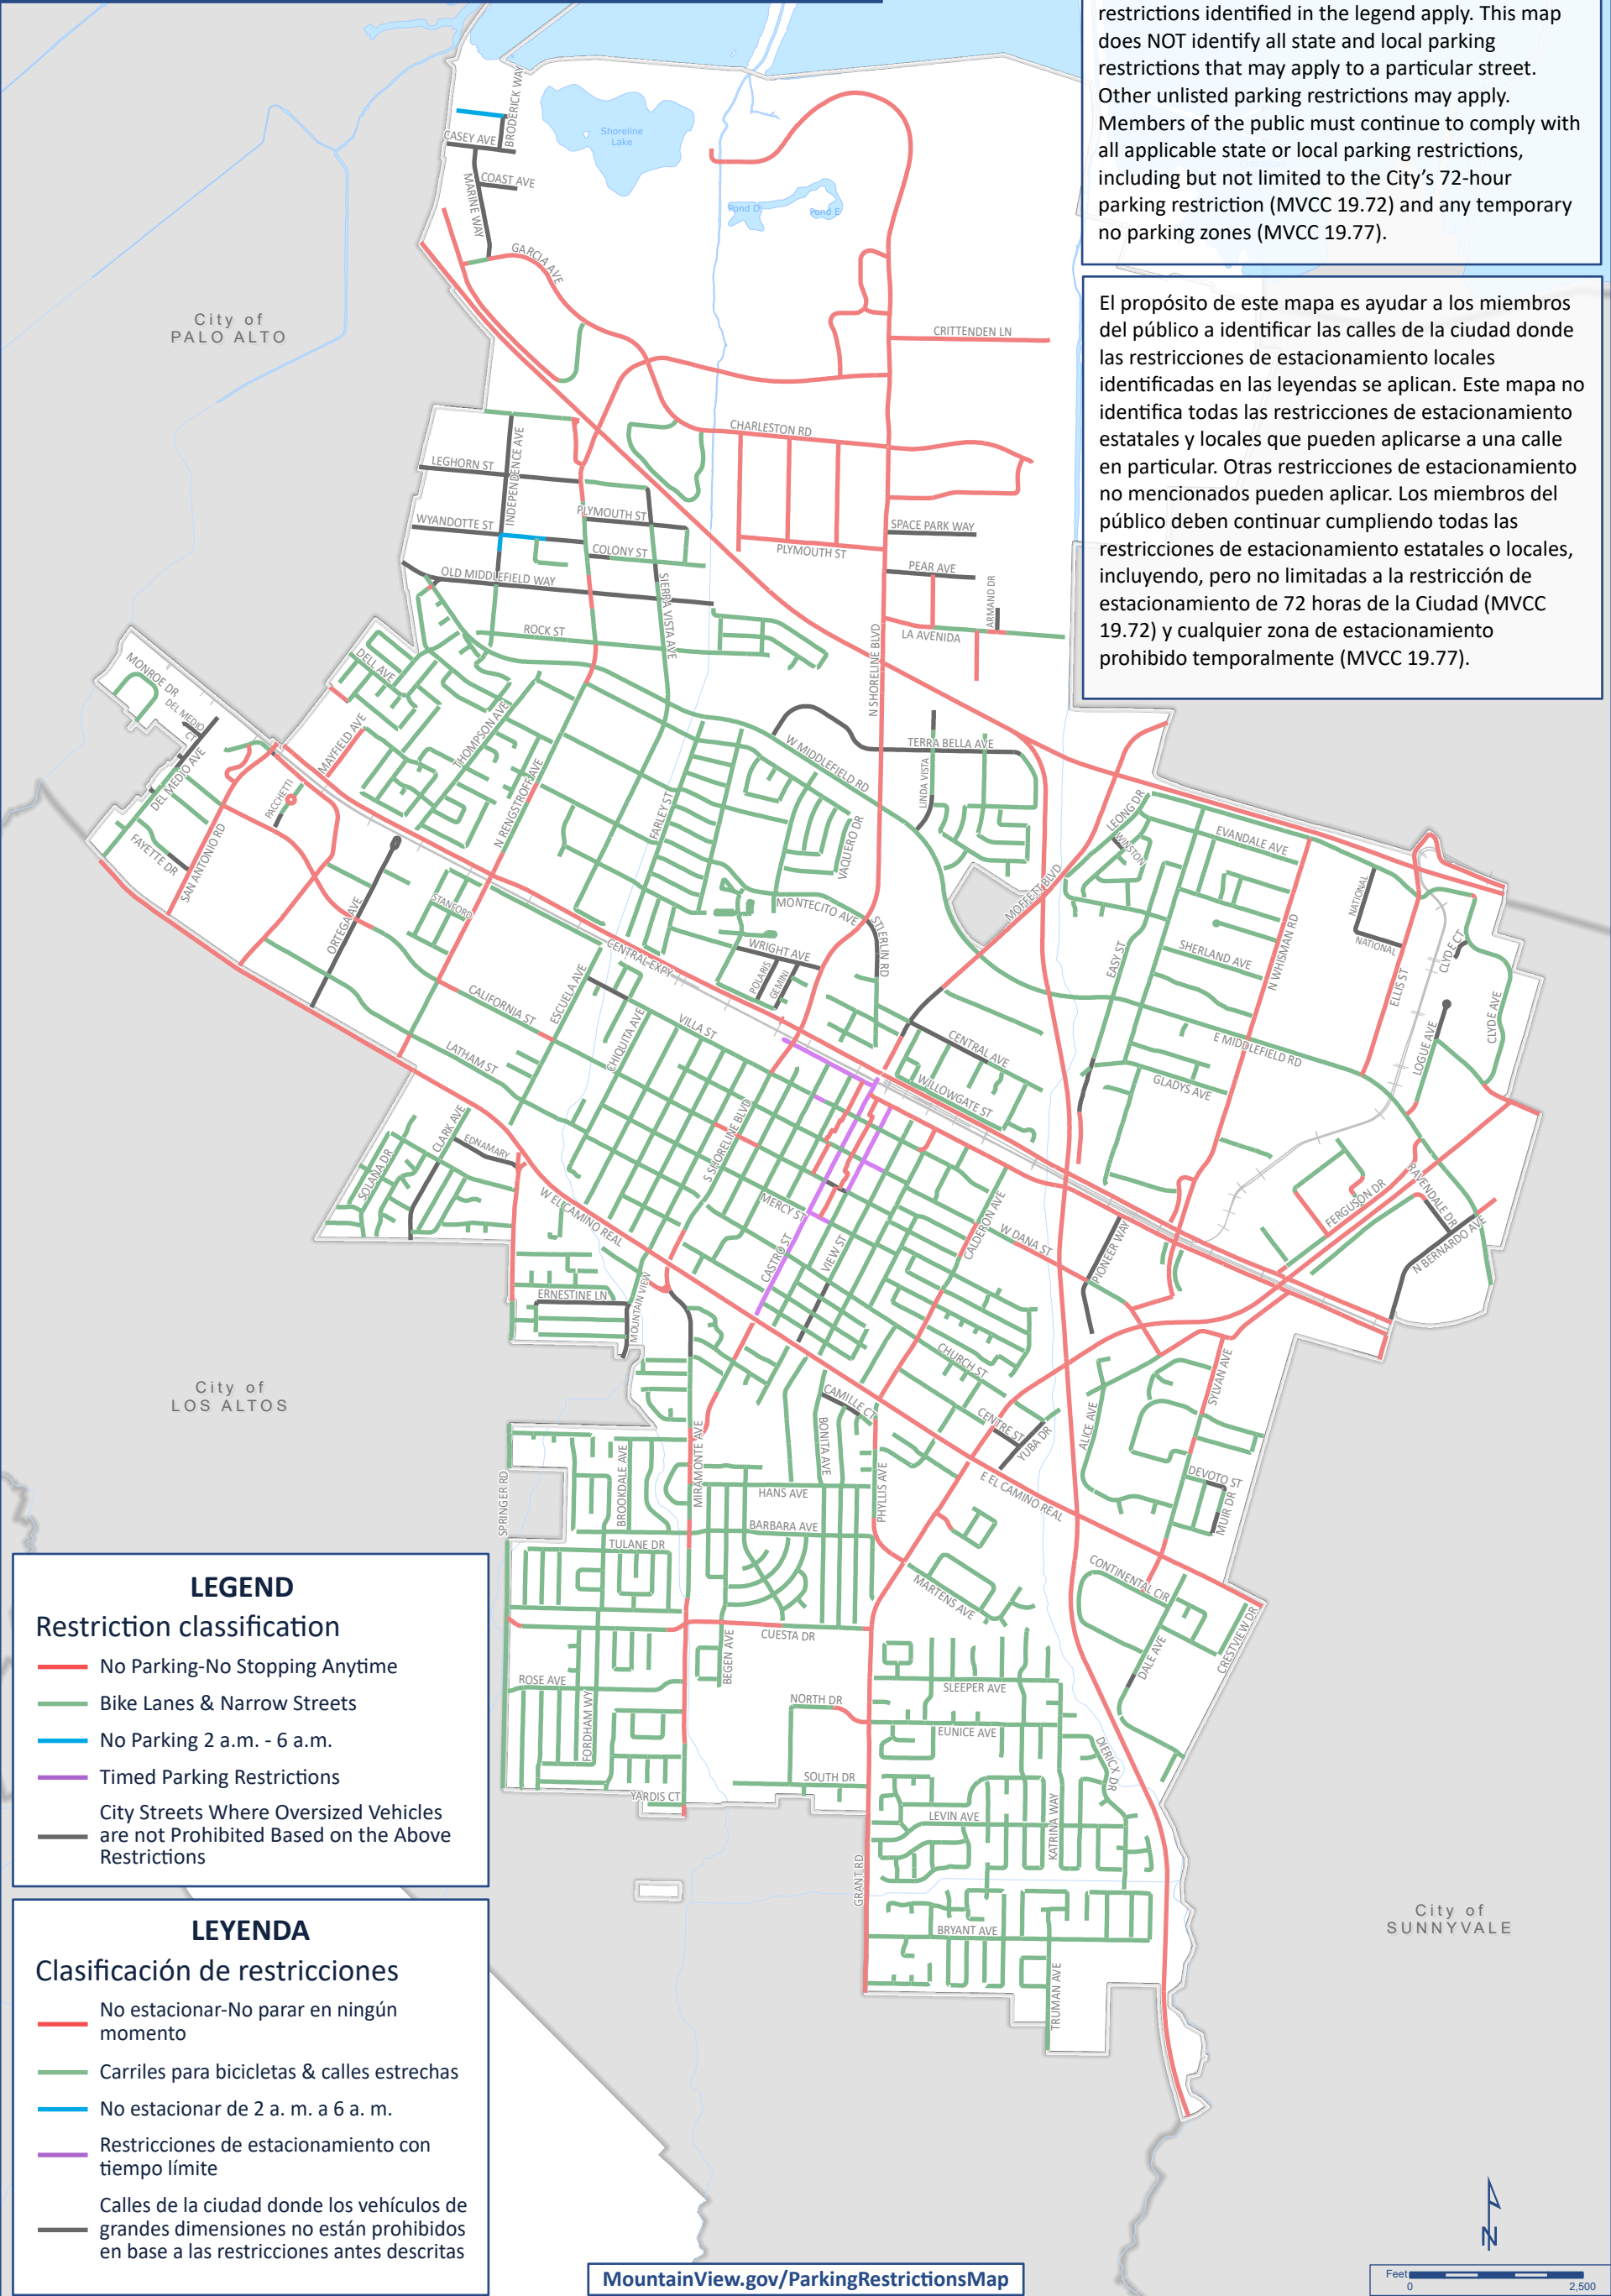 restrictions identified in the legend apply. This map
does NOT identify all state and local parking
restrictions that may apply to a particular street.
Other unlisted parking restrictions may apply.
Members of the public must continue to comply with
all applicable state or local parking restrictions,
including but not limited to the City’s 72-hour
parking restriction (MVCC 19.72) and any temporary
no parking zones (MVCC 19.77).
El propósito de este mapa es ayudar a los miembros
del público a identificar las calles de la ciudad donde
las restricciones de estacionamiento locales
identificadas en las leyendas se aplican. Este mapa no
identifica todas las restricciones de estacionamiento
estatales y locales que pueden aplicarse a una calle
en particular. Otras restricciones de estacionamiento
no mencionados pueden aplicar. Los miembros del
público deben continuar cumpliendo todas las
restricciones de estacionamiento estatales o locales,
incluyendo, pero no limitadas a la restricción de
estacionamiento de 72 horas de la Ciudad (MVCC
19.72) y cualquier zona de estacionamiento
prohibido temporalmente (MVCC 19.77).
BRODERICK WAY
Shoreline
Lake
CASEY AVE
COAST AVE
MARINE WAY
Pond D
Pond E
GARCIA AVE
City of
PALO ALTO
CRITTENDEN LN
CHARLESTON RD
INDEPENDENCE AVE
LEGHORN ST
PLYMOUTH ST
WYANDOTTE ST
SPACE PARK WAY
COLONY ST
PLYMOUTH ST
PEAR AVE
OLD MIDDLEFIELD WAY
SIERRA VISTA AVE
ARMAND DR
ROCK ST
LA AVENIDA
N SHORELINE BLVD
MONROE DR
DELL AVE
DEL MEDIO
CT
THOMPSON AVE
MAYFIELD AVE
DEL MEDIO AVE
W MIDDLEFIELD RD
TERRA BELLA AVE
LINDA VISTA
PACCHETTI
N RENGSTROFF AVE
FARLEY ST
VAQUERO DR
LEONG DR
WINSTON
EVANDALE AVE
FAYETTE DR
SAN ANTONIO RD
ORTEGA AVE
STANFORD
MONTECITO AVE
MOFFETT BLVD
NATIONAL
NATIONAL
WRIGHT AVE
STIERLIN RD
CENTRAL EXPY
POLARIS
GEMINI
EASY ST
SHERLAND AVE
N WHISMAN RD
ELLIS ST
CLYDE CT
CALIFORNIA ST
ESCUELA AVE
CHIQUITA AVE
VILLA ST
LATHAM ST
CENTRAL AVE
WILLOWGATE ST
E MIDDLEFIELD RD
GLADYS AVE
LOGUE AVE
CLYDE AVE
CLARK AVE
EDNAMARY
SOLANA DR
S SHORELINE BLVD
W EL CAMINO REAL
MERCY ST
CASTRO ST
VIEW ST
CALDERON AVE
W DANA ST
PIONEER WAY
FERGUSON DR
RAVENDALE DR
N BERNARDO AVE
ERNESTINE LN
MOUNTAIN VIEW
CHURCH ST
SYLVAN AVE
City of
LOS ALTOS
CAMILLE CT
CENTRE ST
YUBA DR
ALICE AVE
BONITA AVE
MIRAMONTE AVE
BROOKDALE AVE
SPRINGER RD
HANS AVE
PHYLLIS AVE
E EL CAMINO REAL
DEVOTO ST
MUIR DR
BARBARA AVE
TULANE DR
MARTENS AVE
CONTINENTAL CIR
CUESTA DR
BEGEN AVE
DALE AVE
CRESTVIEW DR
ROSE AVE
FORDHAM WY
SLEEPER AVE
NORTH DR
EUNICE AVE
DIERICX DR
SOUTH DR
YARDIS CT
LEVIN AVE
KATRINA WAY
GRANT RD
BRYANT AVE
TRUMAN AVE
City of
SUNNYVALE
LEGEND
Restriction classification
No Parking-No Stopping Anytime
Bike Lanes & Narrow Streets
No Parking 2 a.m. - 6 a.m.
Timed Parking Restrictions
City Streets Where Oversized Vehicles
are not Prohibited Based on the Above
Restrictions
LEYENDA
Clasificación de restricciones
No estacionar-No parar en ningún
momento
Carriles para bicicletas & calles estrechas
No estacionar de 2 a. m. a 6 a. m.
Restricciones de estacionamiento con
tiempo límite
Calles de la ciudad donde los vehículos de
grandes dimensiones no están prohibidos
en base a las restricciones antes descritas
MountainView.gov/ParkingRestrictionsMap
N
Feet
0 2,500